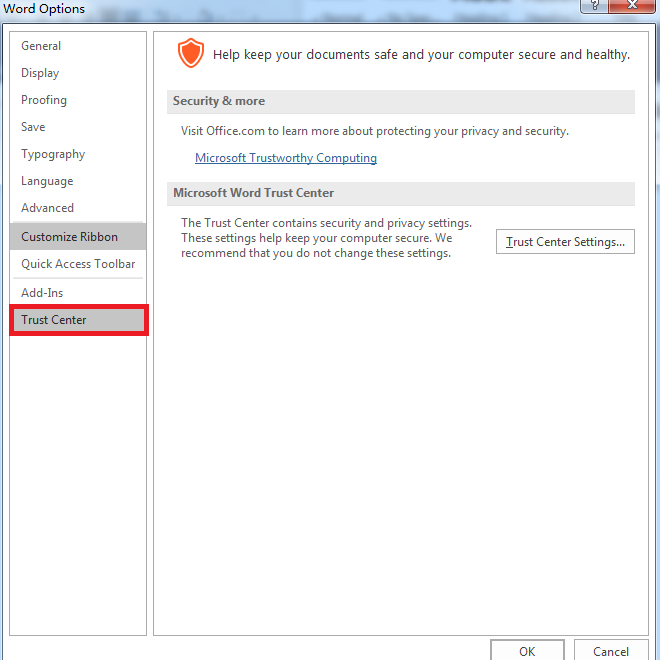 Word Options
?
General
Display
Proofing
Save
Typography
Language
Advanced
Customize Ribbon
Quick Access Toolbar
Add-Ins
Trust Center
Help keep your documents safe and your computer secure and healthy.
Security & more
Visit Office.com to learn more about protecting your privacy and security.
Microsoft Trustworthy Computing
Microsoft Word Trust Center
The Trust Center contains security and privacy settings.
These settings help keep your computer secure. We
recommend that you do not change these settings.
Trust Center Settings...
OK
Cancel